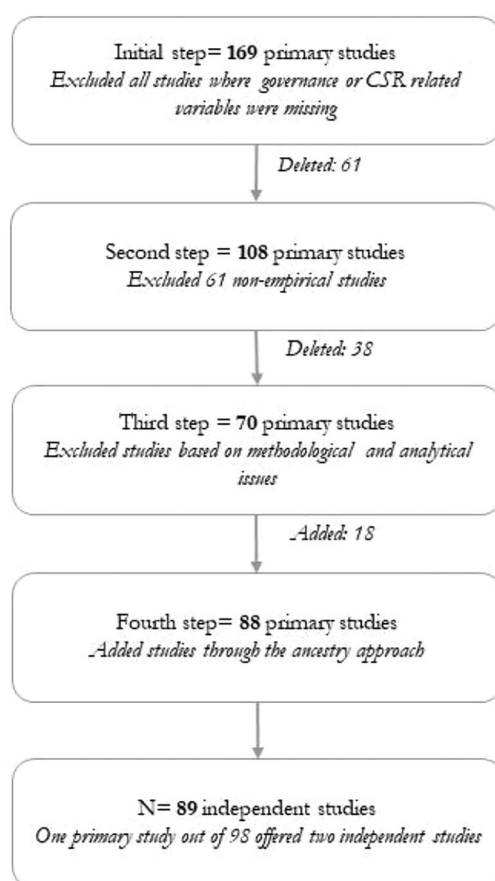 Initial step= 169 primary studies
Excluded all studies where governance or CSR related
variables were missing
Deleted: 61
Second step = 108 primary studies
Excluded 61 non-empirical studies
Deleted: 38
Third step = 70 primary studies
Excluded studies based on methodological and analytical
issues
Added: 18
Fourth step= 88 primary studies
Added studies through the ancestry approach
N= 89 independent studies
One primary study out of 98 offered two independent studies